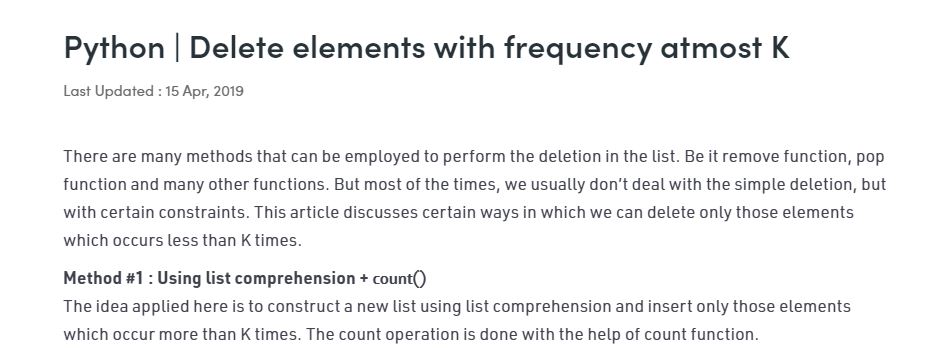 Python | Delete elements with frequency atmost K
Last Updated : 15 Apr, 2019
There are many methods that can be employed to perform the deletion in the list. Be it remove function, pop
function and many other functions. But most of the times, we usually don’t deal with the simple deletion, but
with certain constraints. This article discusses certain ways in which we can delete only those elements
which occurs less than K times.
Method #1 : Using list comprehension + count()
The idea applied here is to construct a new list using list comprehension and insert only those elements
which occur more than K times. The count operation is done with the help of count function.